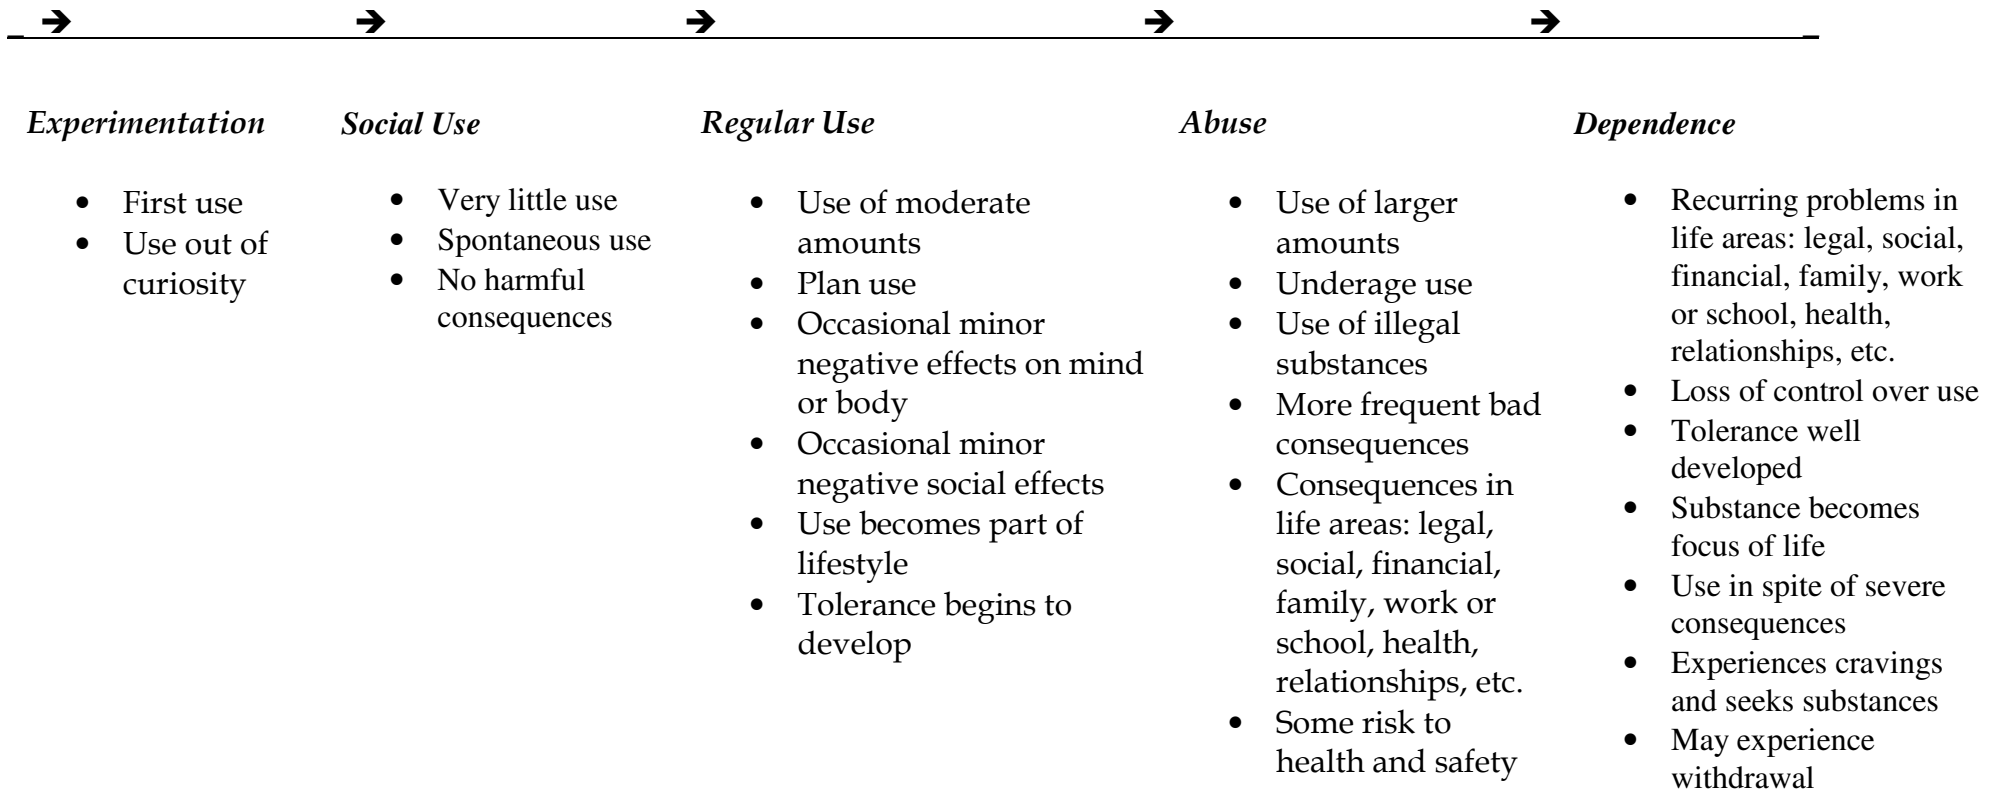 Experimentation
• First use
• Use out of
curiosity
Social Use
• Very little use
• Spontaneous use
• No harmful
consequences
Regular Use
• Use of moderate
amounts
• Plan use
• Occasional minor
negative effects on mind
or body
• Occasional minor
negative social effects
• Use becomes part of
lifestyle
• Tolerance begins to
develop
Abuse
• Use of larger
amounts
• Underage use
• Use of illegal
substances
• More frequent bad
consequences
• Consequences in
life areas: legal,
social, financial,
family, work or
school, health,
relationships, etc.
• Some risk to
health and safety
Dependence
• Recurring problems in
life areas: legal, social,
financial, family, work
or school, health,
relationships, etc.
• Loss of control over use
• Tolerance well
developed
• Substance becomes
focus of life
• Use in spite of severe
consequences
• Experiences cravings
and seeks substances
• May experience
withdrawal